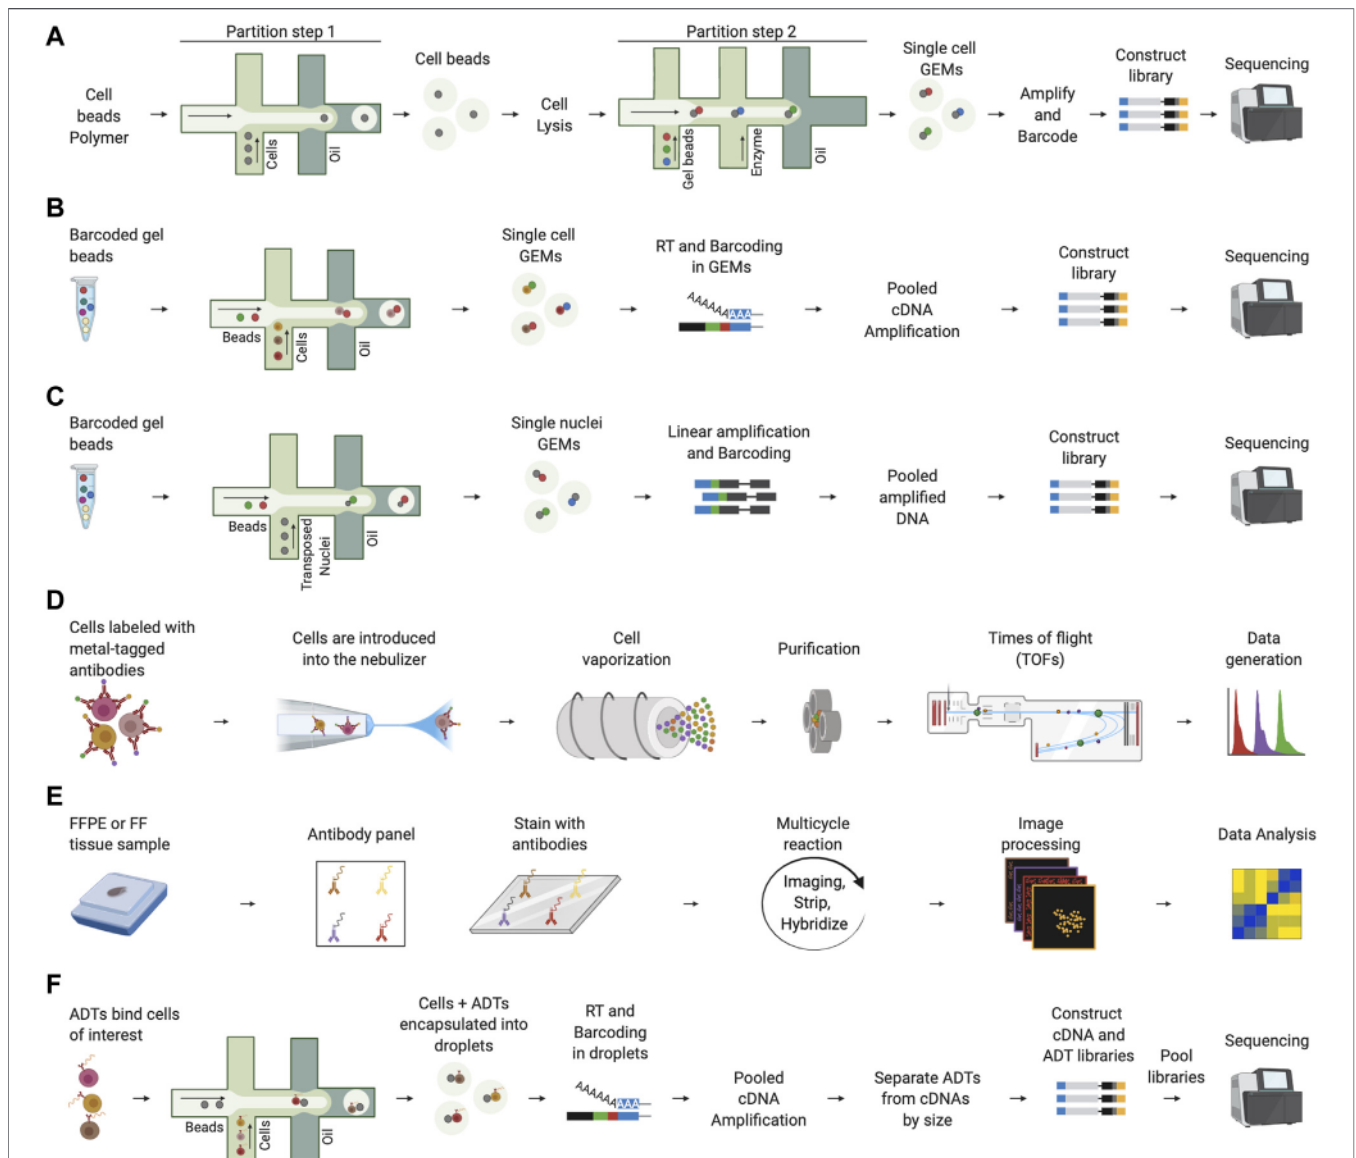 A
Partition step 1
Partition step 2
Cell
beads
Polymer
Cells
Oil
Cell beads
Cell
Lysis
Gel beads
Enzyme
Oil
Single cell
GEMs
Amplify
and
Barcode
Construct
library
Sequencing
B
Barcoded gel
beads
Beads
Cells
Oil
Single cell
GEMs
RT and Barcoding
in GEMs
AAAAAA
AAA
Pooled
cDNA
Amplification
Construct
library
Sequencing
C
Barcoded gel
beads
Beads
Transposed
Nuclei
Oil
Single nuclei
GEMs
Linear amplification
and Barcoding
Pooled
amplified
DNA
Construct
library
Sequencing
D
Cells labeled with
metal-tagged
antibodies
Cells are introduced
into the nebulizer
Cell
vaporization
Purification
Times of flight
(TOFs)
Data
generation
E
FFPE or FF
tissue sample
Antibody panel
Stain with
antibodies
Multicycle
reaction
Imaging,
Strip,
Hybridize
Image
processing
Data Analysis
F
ADTs bind cells
of interest
Beads
Cells
Oil
Cells + ADTs
encapsulated into
droplets
RT and
Barcoding
in droplets
AAAAAA
AAA
Pooled
cDNA
Amplification
Separate ADTs
from cDNAs
by size
Construct
cDNA and
ADT libraries
Pool
libraries
Sequencing